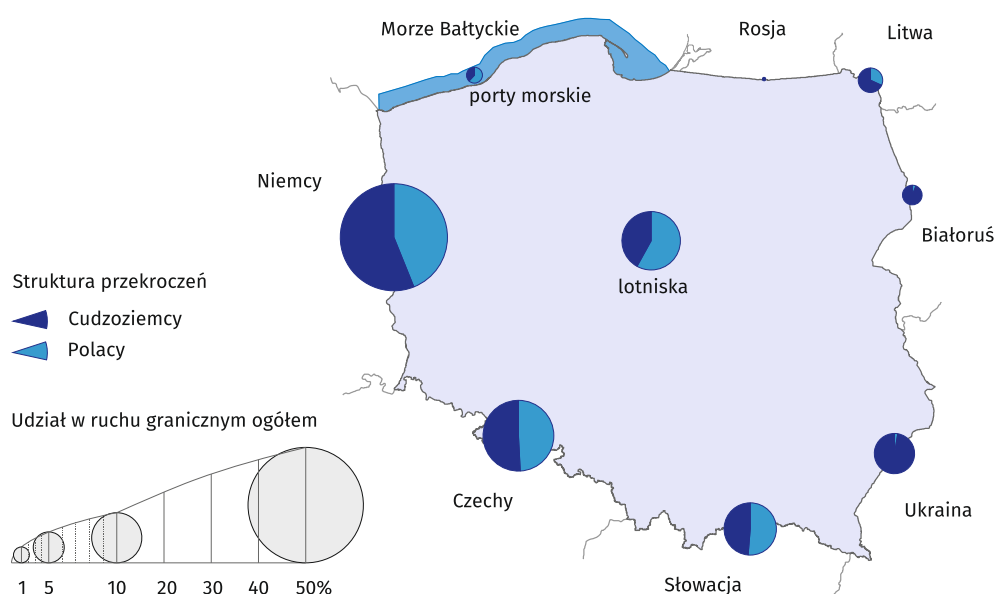 Morze Bałtyckie
Rosja
Litwa
porty morskie
Niemcy
Białoruś
lotniska
Struktura przekroczeń
Cudzoziemcy
Polacy
Udział w ruchu granicznym ogółem
Czechy
Ukraina
Słowacja
1 5 10 20 30 40 50%